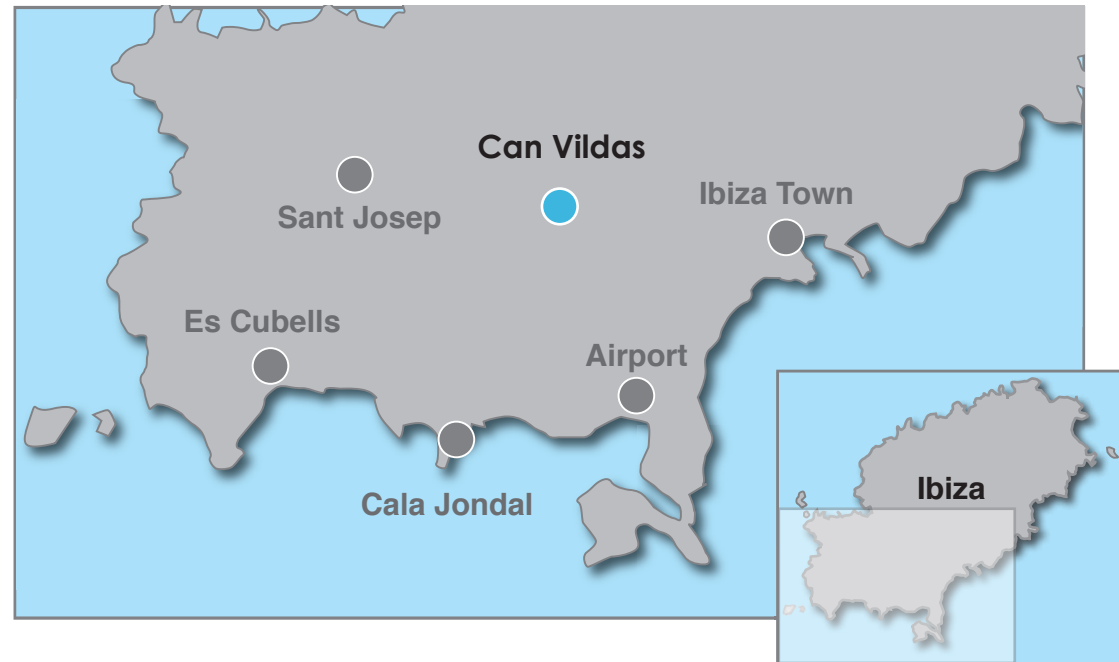 Can Vildas
Ibiza Town
Sant Josep
Es Cubells
Airport
Cala Jondal
Ibiza